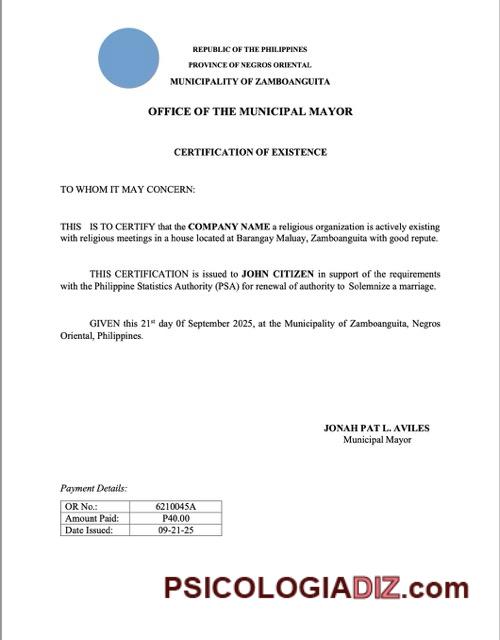 REPUBLIC OF THE PHILIPPINES
PROVINCE OF NEGROS ORIENTAL
MUNICIPALITY OF ZAMBOANGUITA
OFFICE OF THE MUNICIPAL MAYOR
CERTIFICATION OF EXISTENCE
TO WHOM IT MAY CONCERN:
THIS IS TO CERTIFY that the COMPANY NAME a religious organization is actively existing
with religious meetings in a house located at Barangay Maluay, Zamboanguita with good repute.
THIS CERTIFICATION is issued to JOHN CITIZEN in support of the requirements
with the Philippine Statistics Authority (PSA) for renewal of authority to Solemnize a marriage.
GIVEN this 21st day 0f September 2025, at the Municipality of Zamboanguita, Negros
Oriental, Philippines.
JONAH PAT L. AVILES
Municipal Mayor
Payment Details:
OR No.: 6210045A
Amount Paid: P40.00
Date Issued: 09-21-25
PSICOLOGIADIZ.com